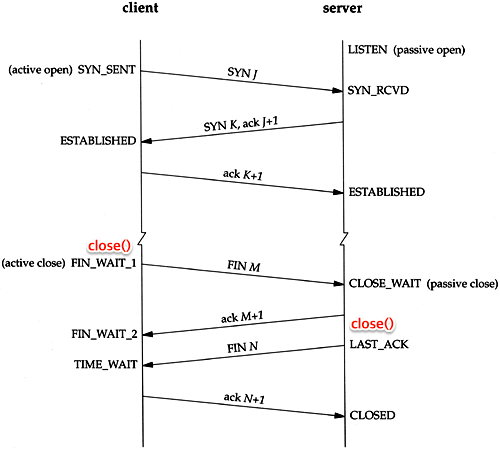 client server
LISTEN (passive open)
(active open) SYN_SENT
SYN J
SYN_RCVD
SYN K, ack J+1
ESTABLISHED
ack K+1
ESTABLISHED
close()
(active close) FIN_WAIT_1
FIN M
CLOSE_WAIT (passive close)
ack M+1
close()
FIN_WAIT_2
FIN N
LAST_ACK
TIME_WAIT
ack N+1
CLOSED